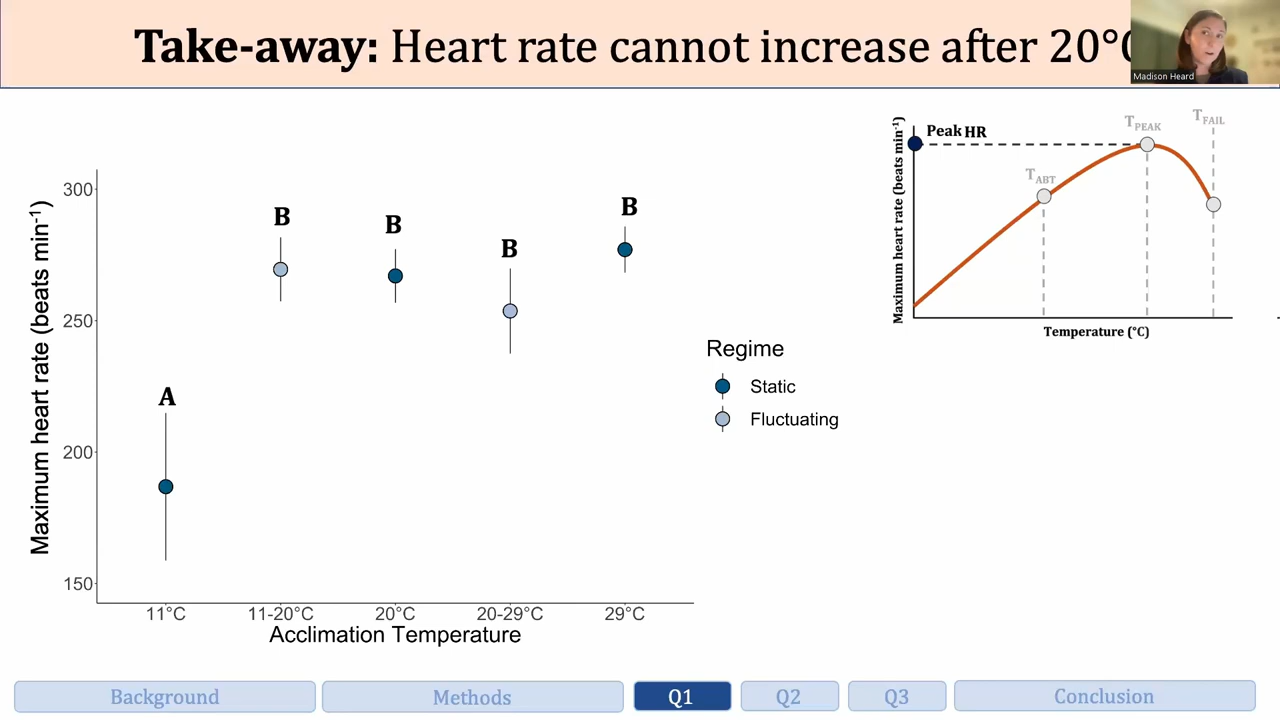 Take-away: Heart rate cannot increase after 20°
Madison Heard
Maximum heart rate (beats min-1)
300
250
200
150
A
B
B
B
B
11°C
11-20°C
20°C
20-29°C
29°C
Acclimation Temperature
Regime
Static
Fluctuating
Maximum heart rate (beats min-1)
Peak HR
TABT
TPEAK
TFAIL
Temperature (°C)
Background
Methods
Q1
Q2
Q3
Conclusion